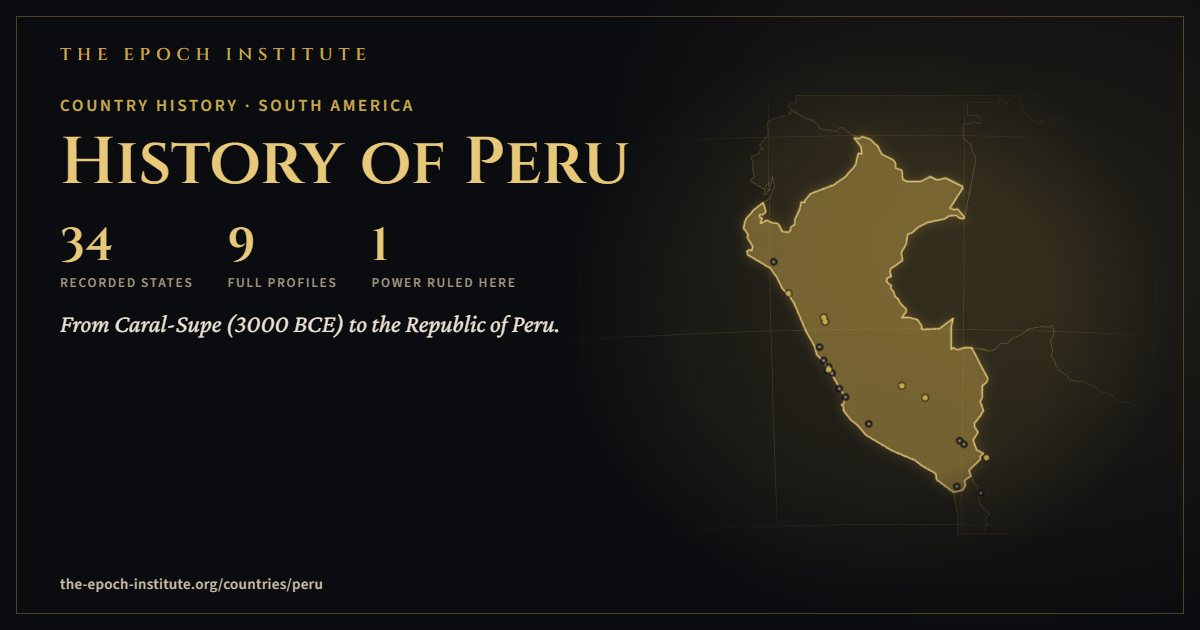 THE EPOCH INSTITUTE
COUNTRY HISTORY · SOUTH AMERICA
HISTORY OF PERU
34 9 1
RECORDED STATES FULL PROFILES POWER RULED HERE
From Caral-Supe (3000 BCE) to the Republic of Peru.
the-epoch-institute.org/countries/peru